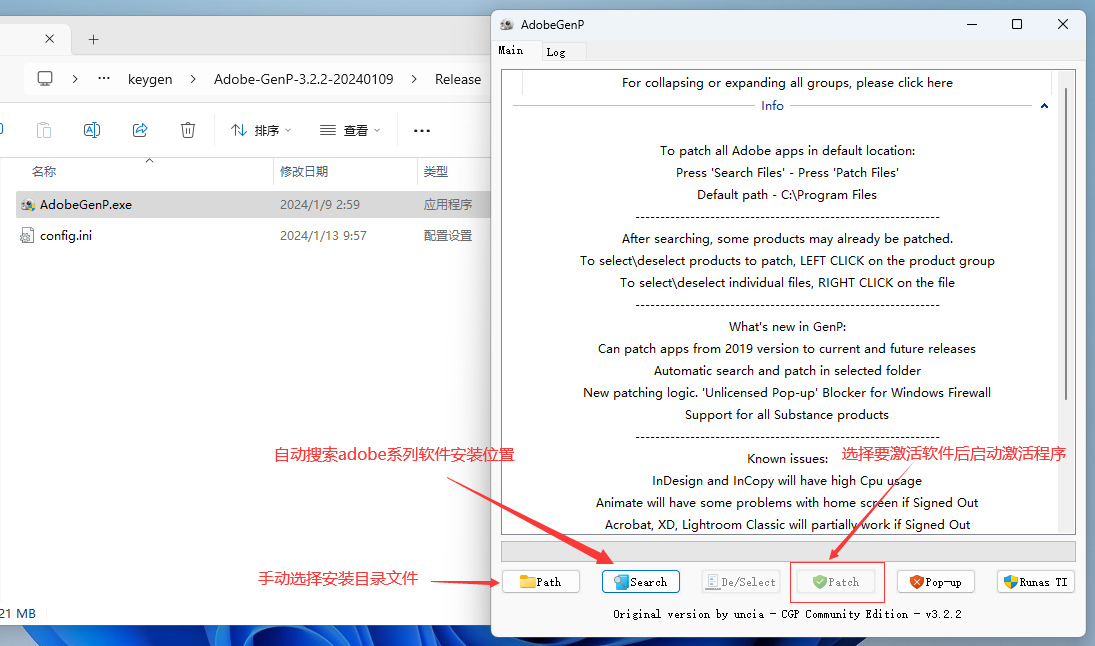 keygen
Adobe-GenP-3.2.2-20240109
Release
排序
查看
名称
修改日期
类型
AdobeGenP.exe
2024/1/9 2:59
应用程序
config.ini
2024/1/13 9:57
配置设置
21 MB
AdobeGenP
Main
Log
For collapsing or expanding all groups, please click here
Info
To patch all Adobe apps in default location:
Press 'Search Files' - Press 'Patch Files'
Default path - C:\Program Files
-------------------------------------------------------
After searching, some products may already be patched.
To select\deselect products to patch, LEFT CLICK on the product group
To select\deselect individual files, RIGHT CLICK on the file
-------------------------------------------------------
What's new in GenP:
Can patch apps from 2019 version to current and future releases
Automatic search and patch in selected folder
New patching logic. 'Unlicensed Pop-up' Blocker for Windows Firewall
Support for all Substance products
-------------------------------------------------------
Known issues:
InDesign and InCopy will have high Cpu usage
Animate will have some problems with home screen if Signed Out
Acrobat, XD, Lightroom Classic will partially work if Signed Out
自动搜索adobe系列软件安装位置
选择要激活软件后启动激活程序
手动选择安装目录文件
Path
Search
De/Select
Patch
Pop-up
Runas TI
Original version by uncia - CGP Community Edition - v3.2.2